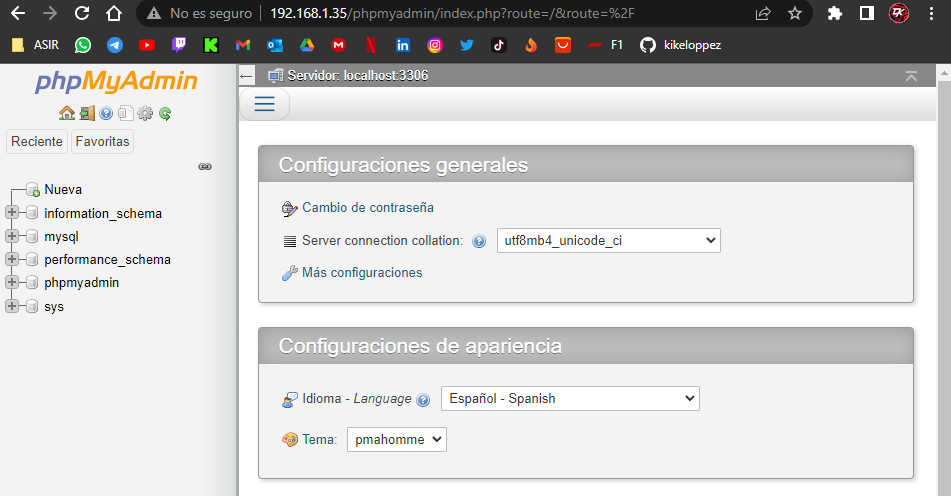 No es seguro | 192.168.1.35/phpmyadmin/index.php?route=/&route=%2F
ASIR
F1
kikeloppez
phpMyAdmin
Reciente
Favoritas
Nueva
information_schema
mysql
performance_schema
phpmyadmin
sys
Servidor: localhost:3306
Configuraciones generales
Cambio de contraseña
Server connection collation: utf8mb4_unicode_ci
Más configuraciones
Configuraciones de apariencia
Idioma - Language Español - Spanish
Tema: pmahomme